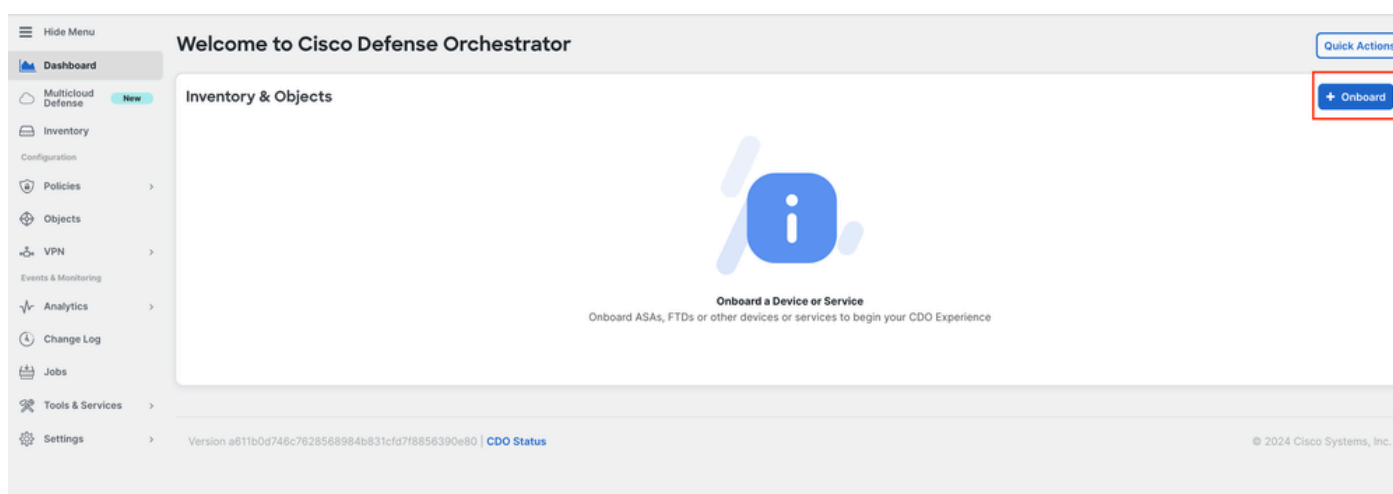 Hide Menu
Dashboard
Multicloud
Defense
New
Inventory
Configuration
Policies
Objects
VPN
Events & Monitoring
Analytics
Change Log
Jobs
Tools & Services
Settings
Welcome to Cisco Defense Orchestrator
Quick Actions
Inventory & Objects
+ Onboard
Onboard a Device or Service
Onboard ASAs, FTDs or other devices or services to begin your CDO Experience
Version a611b0d746c7628568984b831cfd7f8856390e80 | CDO Status
© 2024 Cisco Systems, Inc.